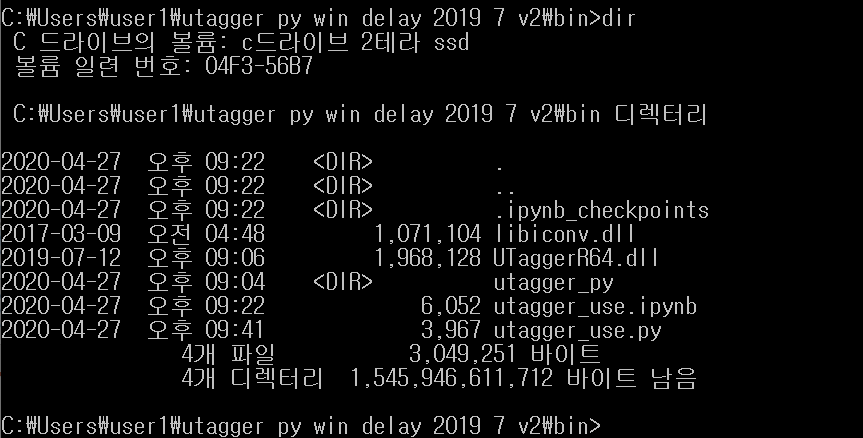 C:₩Users₩user1₩utagger py win delay 2019 7 v2₩bin>dir
C 드라이브의 볼륨: c드라이브 2테라 ssd
볼륨 일련 번호: 04F3-56B7
C:₩Users₩user1₩utagger py win delay 2019 7 v2₩bin 디렉터리
2020-04-27 오후 09:22 <DIR> .
2020-04-27 오후 09:22 <DIR> ..
2020-04-27 오후 09:22 <DIR> .ipynb_checkpoints
2017-03-09 오전 04:48 1,071,104 libiconv.dll
2019-07-12 오후 09:06 1,968,128 UTaggerR64.dll
2020-04-27 오후 09:04 <DIR> utagger_py
2020-04-27 오후 09:22 6,052 utagger_use.ipynb
2020-04-27 오후 09:41 3,967 utagger_use.py
4개 파일 3,049,251 바이트
4개 디렉터리 1,545,946,611,712 바이트 남음
C:₩Users₩user1₩utagger py win delay 2019 7 v2₩bin>